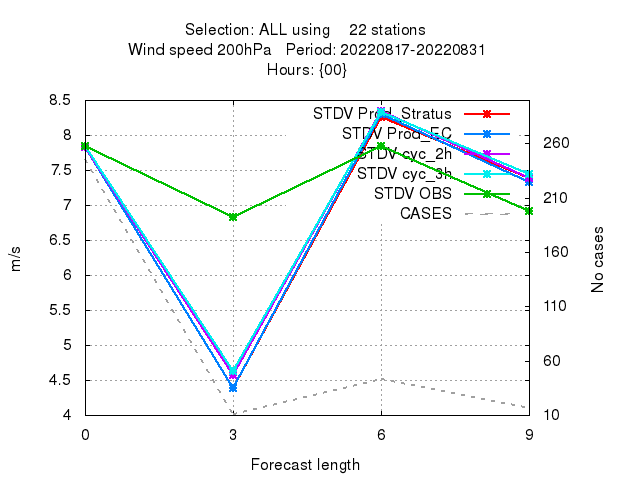 Selection: ALL using 22 stations
Wind speed 200hPa Period: 20220817-20220831
Hours: {00}
8.5
8
7.5
7
6.5
6
5.5
5
4.5
4
m/s
STDV Prod_Stratus
STDV Prod_EC
STDV cyc_2h
STDV cyc_3h
STDV OBS
CASES
260
210
160
110
60
10
No cases
0 3 6 9
Forecast length